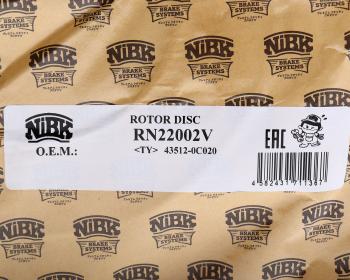 NiBK
BRAKE
SYSTEMS
NiBK
O.E.M.:
ROTOR DISC
RN22002V
<TY> 43512-0C020
EAC
4 582431 711387